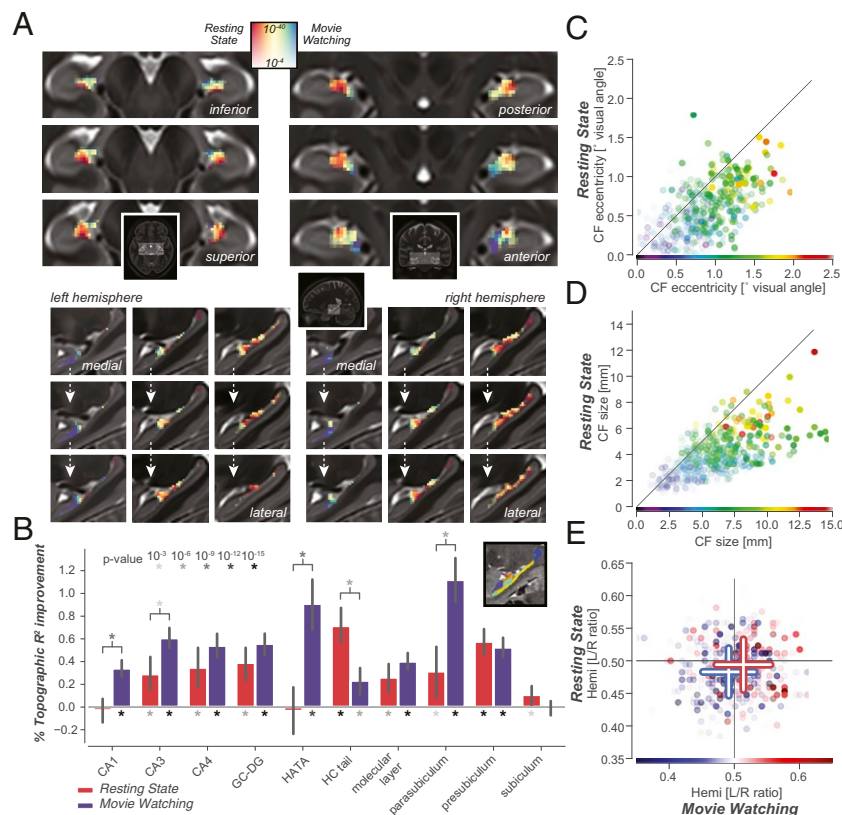 A
Resting State
10^-40
10^-4
Movie Watching
inferior
posterior
superior
anterior
left hemisphere
right hemisphere
medial
medial
lateral
lateral
B
p-value 10^-3 10^-6 10^-9 10^-12 10^-15
* * * * *
% Topographic R² improvement
1.2
1.0
0.8
0.6
0.4
0.2
0.0
−0.2
* * * * *
* * * * * * * * * * * * * * * * *
CA1
CA3
CA4
GC-DG
HATA
HC tail
molecular layer
parasubiculum
presubiculum
subiculum
Resting State
Movie Watching
C
Resting State
CF eccentricity [° visual angle]
2.5
2.0
1.5
1.0
0.5
0.0
0.0 0.5 1.0 1.5 2.0 2.5
CF eccentricity [° visual angle]
D
Resting State
CF size [mm]
14
12
10
8
6
4
2
0
0.0 2.5 5.0 7.5 10.0 12.5 15.0
CF size [mm]
E
Resting State
Hemi [L/R ratio]
0.65
0.60
0.55
0.50
0.45
0.40
0.35
0.4 0.5 0.6
Hemi [L/R ratio]
Movie Watching